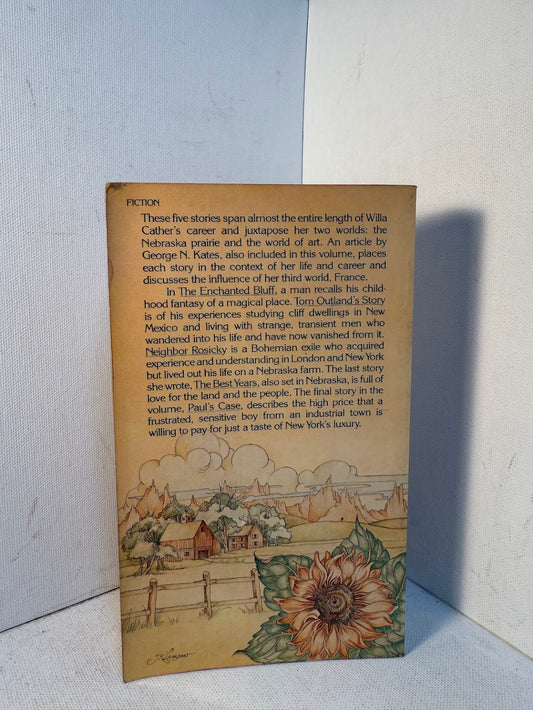 FICTION
These five stories span almost the entire length of Willa
Cather's career and juxtapose her two worlds: the
Nebraska prairie and the world of art. An article by
George N. Kates, also included in this volume, places
each story in the context of her life and career and
discusses the influence of her third world, France.
In The Enchanted Bluff, a man recalls his child-
hood fantasy of a magical place. Tom Outland's Story
is of his experiences studying cliff dwellings in New
Mexico and living with strange, transient men who
wandered into his life and have now vanished from it.
Neighbor Rosicky is a Bohemian exile who acquired
experience and understanding in London and New York
but lived out his life on a Nebraska farm. The last story
she wrote, The Best Years, also set in Nebraska, is full of
love for the land and the people. The final story in the
volume, Paul's Case, describes the high price that a
frustrated, sensitive boy from an industrial town is
willing to pay for just a taste of New York's luxury.